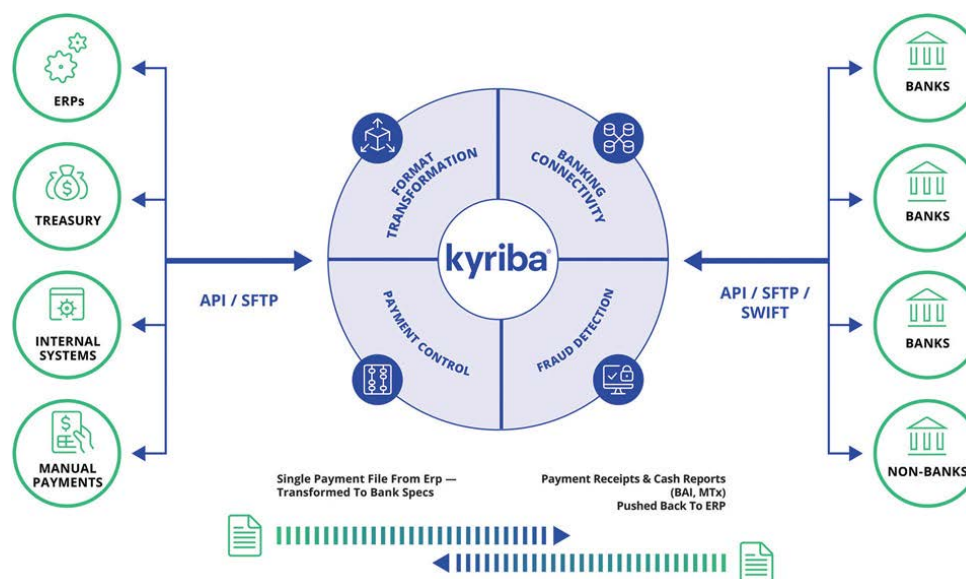 ERPs
TREASURY
INTERNAL
SYSTEMS
MANUAL
PAYMENTS
API / SFTP
FORMAT
TRANSFORMATION
BANKING
CONNECTIVITY
kyriba®
PAYMENT CONTROL
FRAUD DETECTION
API / SFTP /
SWIFT
BANKS
BANKS
BANKS
NON-BANKS
Single Payment File From Erp —
Transformed To Bank Specs
Payment Receipts & Cash Reports
(BAI, MTx)
Pushed Back To ERP